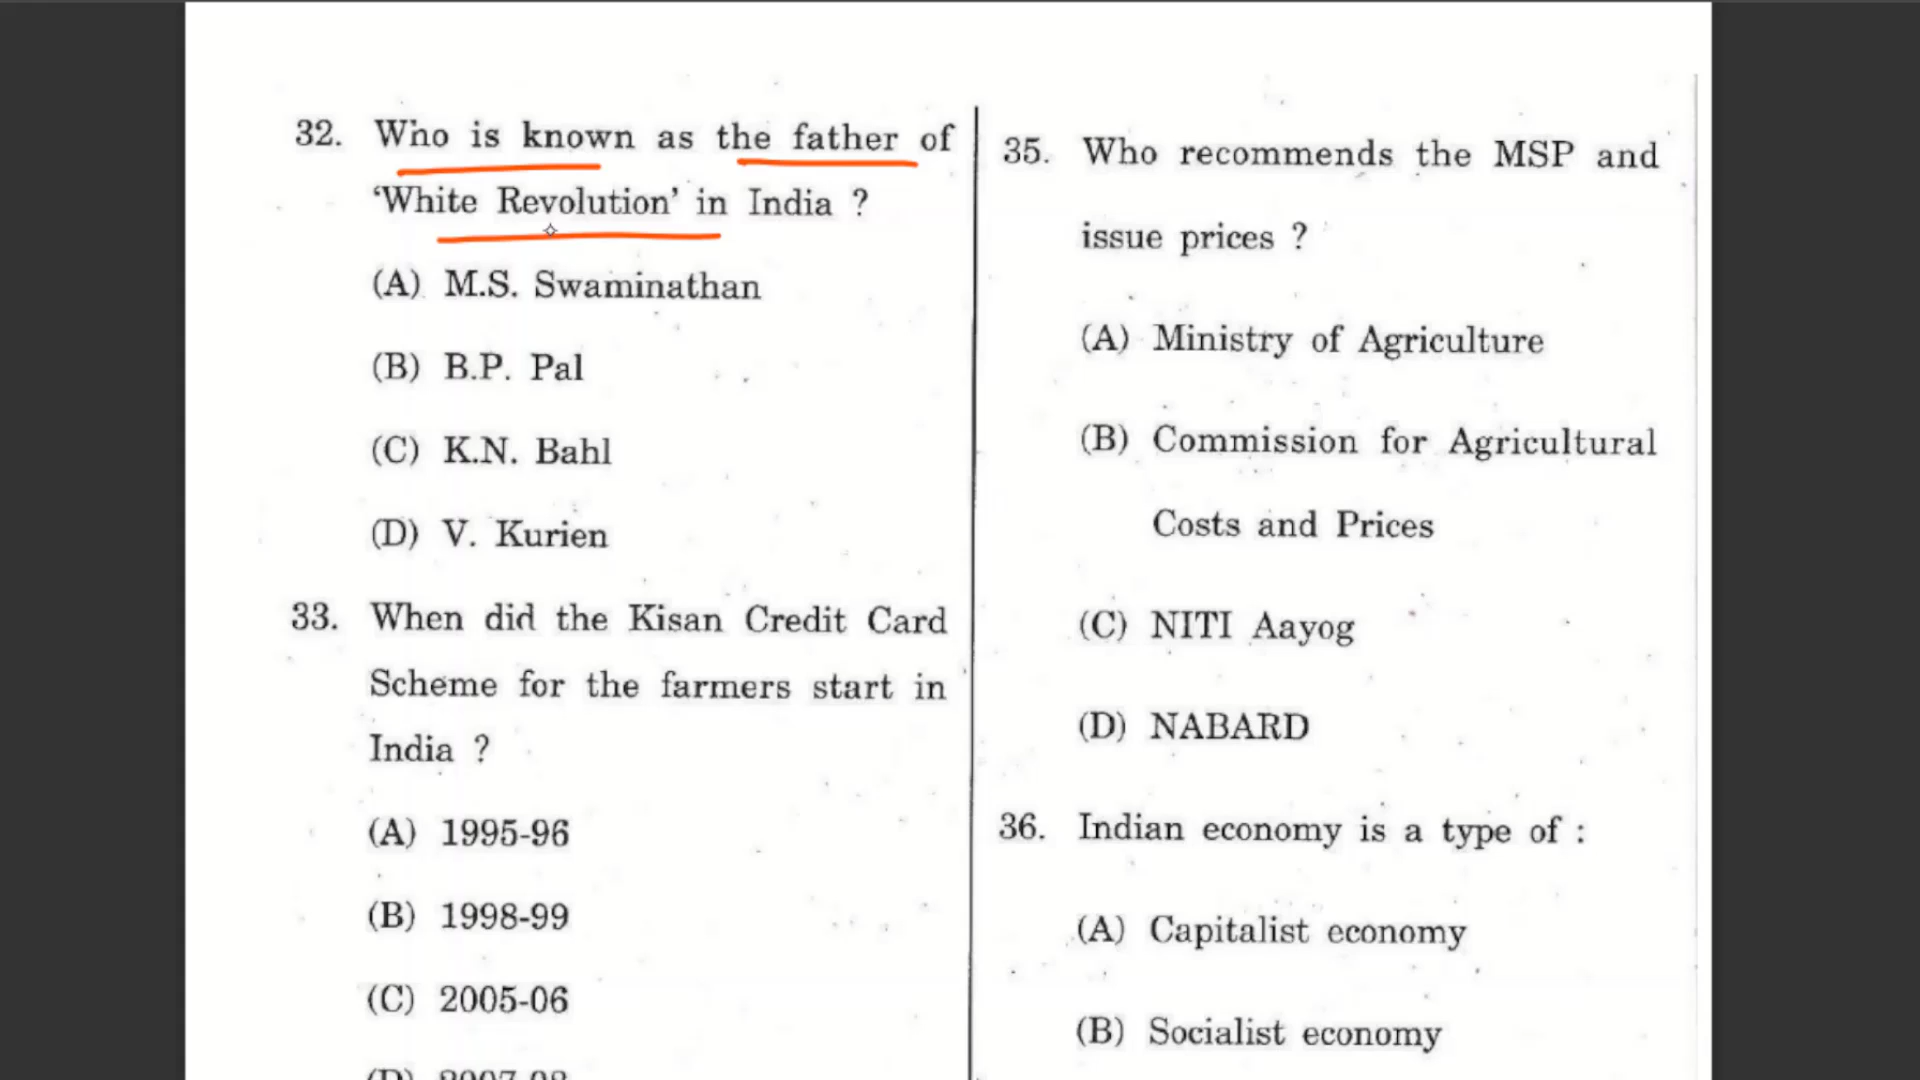 32. Who is known as the father of
'White Revolution' in India ?
(A) M.S. Swaminathan
(B) B.P. Pal
(C) K.N. Bahl
(D) V. Kurien
33. When did the Kisan Credit Card
Scheme for the farmers start in
India ?
(A) 1995-96
(B) 1998-99
(C) 2005-06
(D) 2007-08
35. Who recommends the MSP and
issue prices ?
(A) Ministry of Agriculture
(B) Commission for Agricultural
Costs and Prices
(C) NITI Aayog
(D) NABARD
36. Indian economy is a type of :
(A) Capitalist economy
(B) Socialist economy